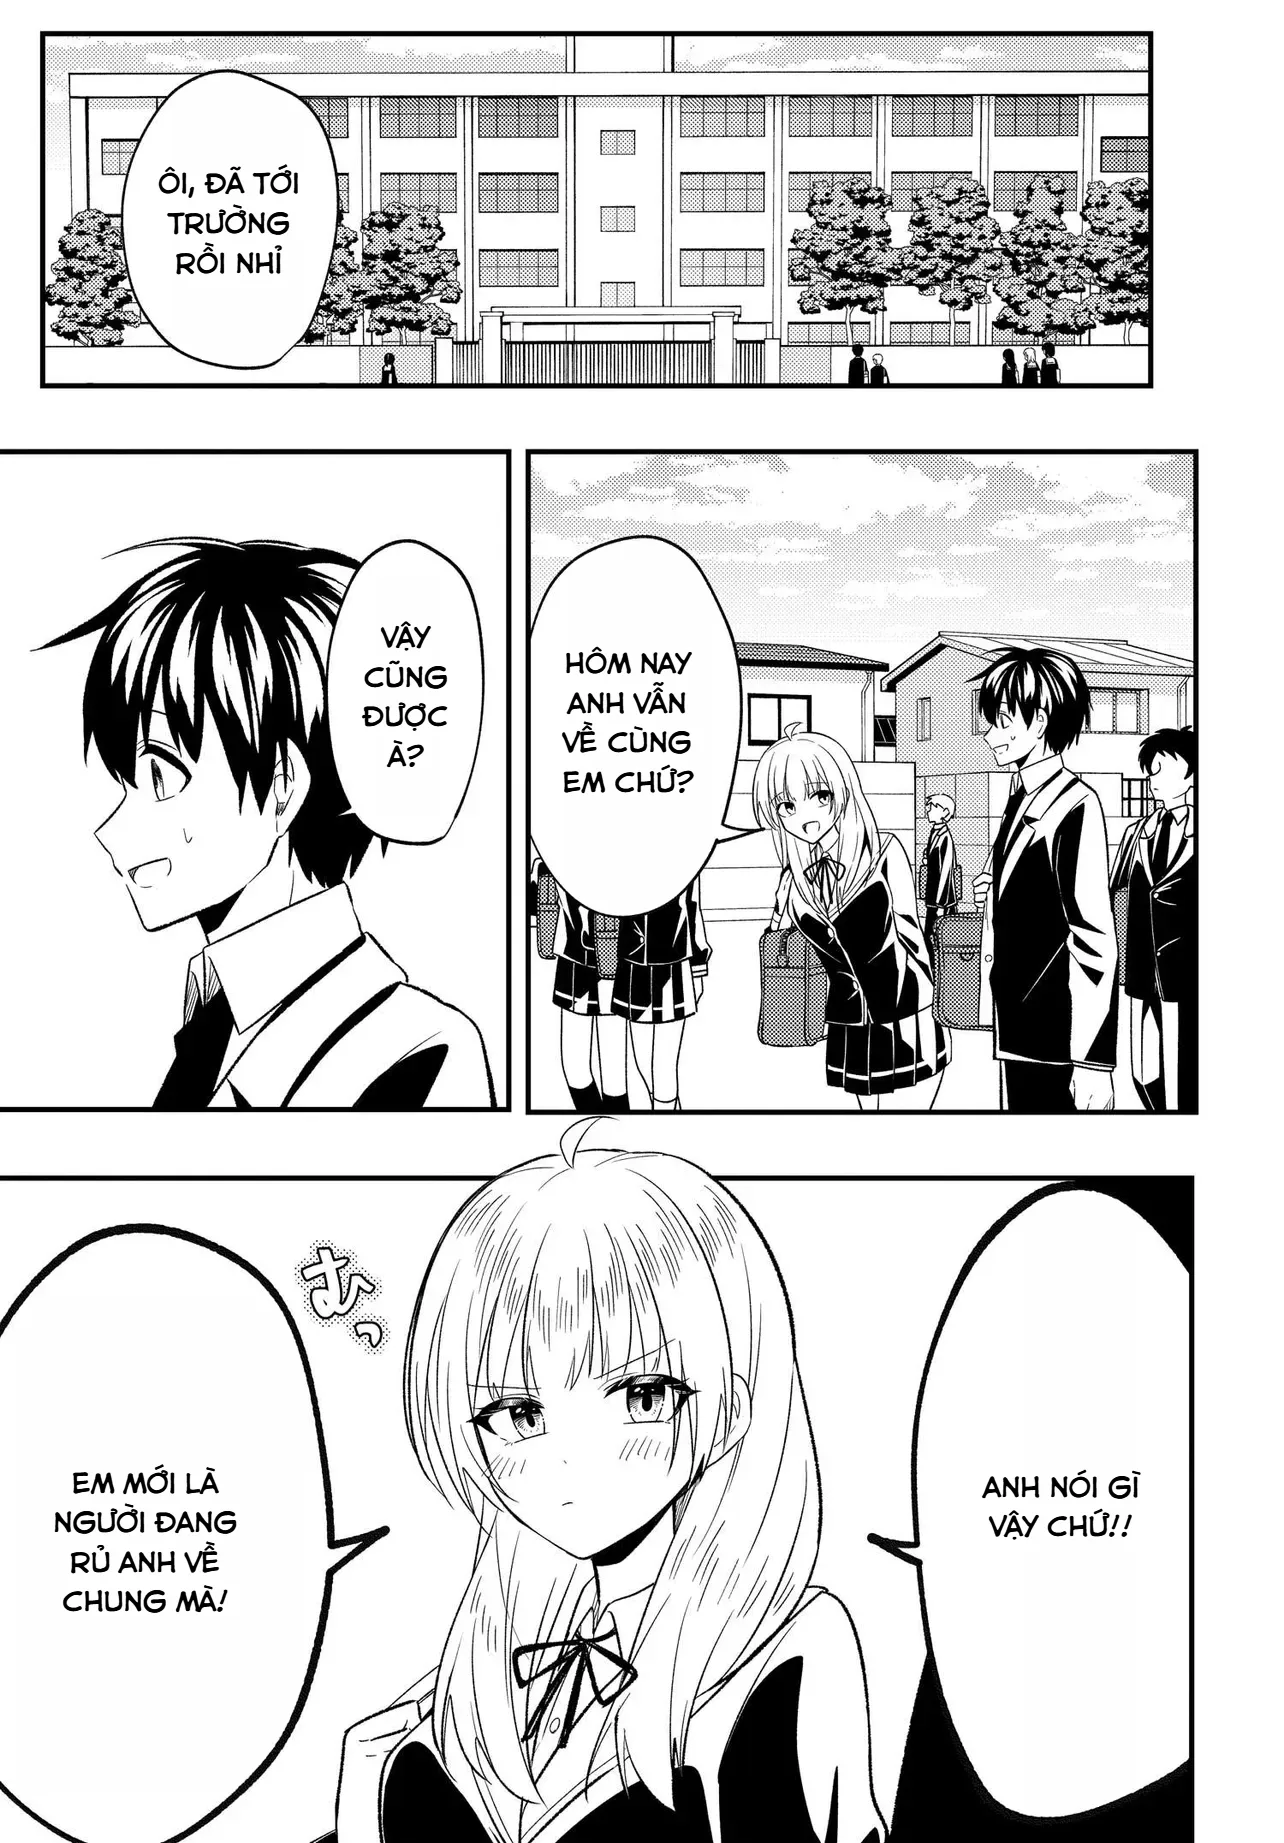 ÔI, ĐÃ TỚI
TRƯỜNG
RỒI NHỈ
HÔM NAY
ANH VẪN
VỀ CÙNG
EM CHỨ?
VẬY
CŨNG
ĐƯỢC
À?
ANH NÓI GÌ
VẬY CHỨ!!
むっ
EM MỚI LÀ
NGƯỜI ĐANG
RỦ ANH VỀ
CHUNG MÀ!